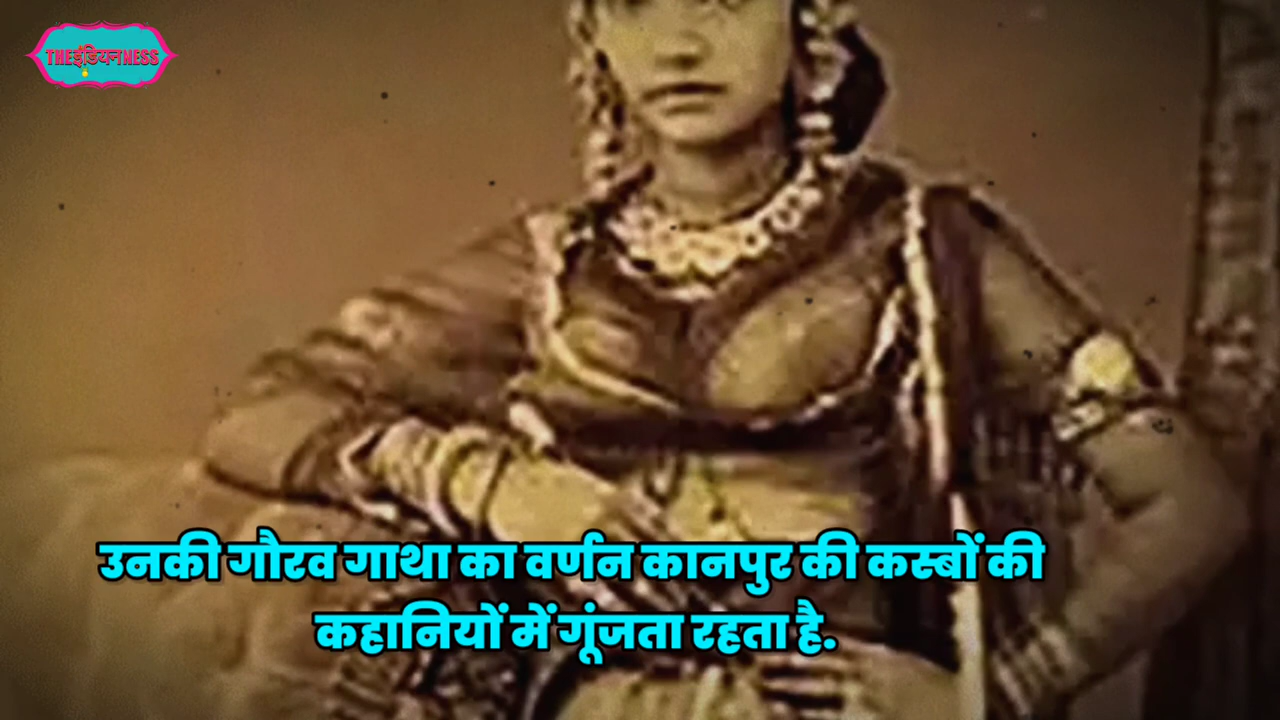 THEइंडियनNESS
उनकी गौरव गाथा का वर्णन कानपुर की कस्बों की
कहानियों में गूंजता रहता है.